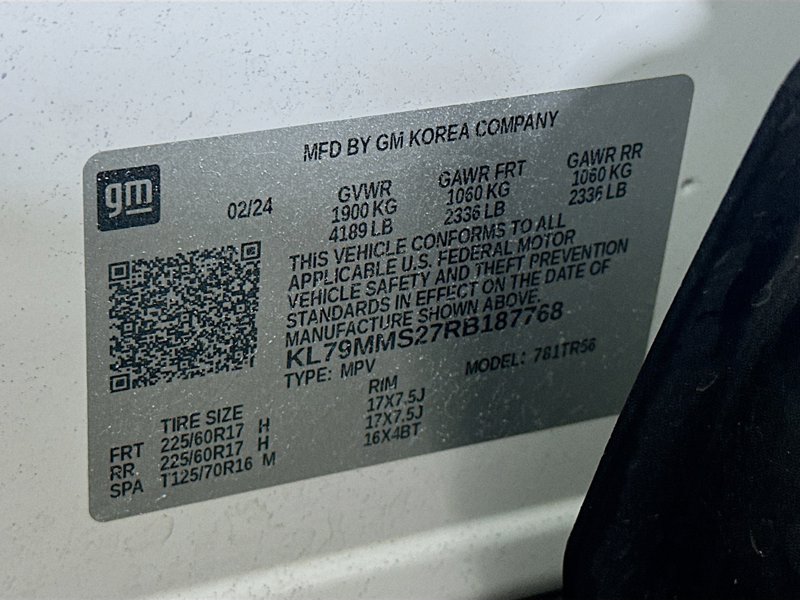 MFD BY GM KOREA COMPANY
gm
02/24
GVWR GAWR FRT GAWR RR
1900 KG 1060 KG 1060 KG
4189 LB 2336 LB 2336 LB
THIS VEHICLE CONFORMS TO ALL
APPLICABLE U.S. FEDERAL MOTOR
VEHICLE SAFETY AND THEFT PREVENTION
STANDARDS IN EFFECT ON THE DATE OF
MANUFACTURE SHOWN ABOVE.
KL79MMS27RB187768
TYPE: MPV MODEL: 781TR56
TIRE SIZE RIM
FRT 225/60R17 H 17X7.5J
RR 225/60R17 H 17X7.5J
SPA T125/70R16 M 16X4BT